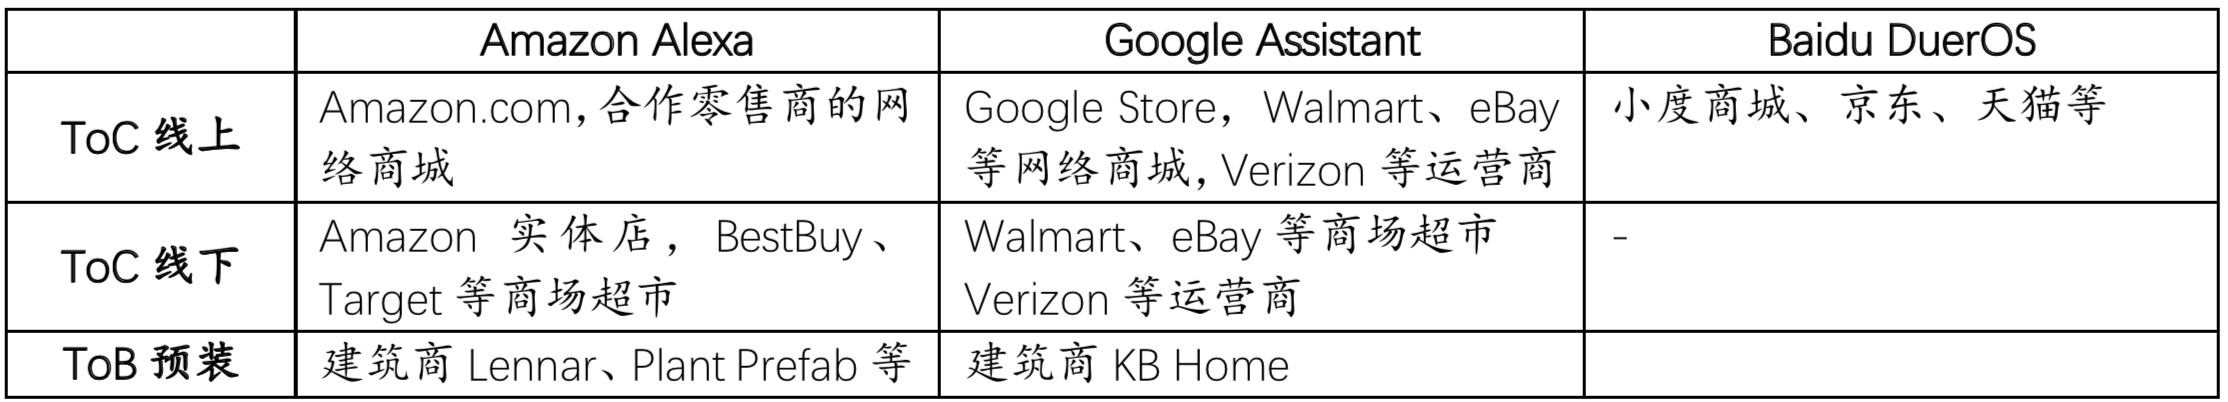 Amazon Alexa Google Assistant Baidu DuerOS
ToC 线上
Amazon.com,合作零售商的网
络商城
Google Store，Walmart、eBay
等网络商城,Verizon 等运营商
小度商城、京东、天猫等
ToC 线下
Amazon 实体店，BestBuy、
Target 等商场超市
Walmart、eBay 等商场超市
Verizon 等运营商
-
ToB 预装
建筑商 Lennar、Plant Prefab 等
建筑商 KB Home